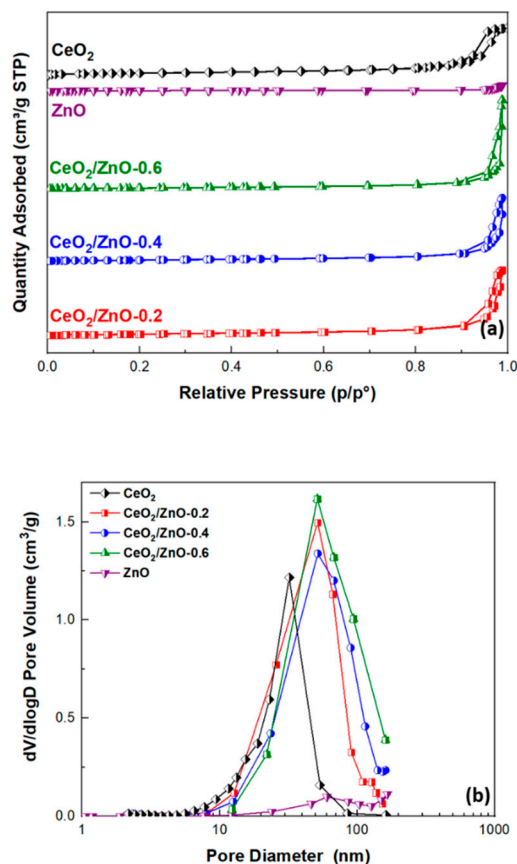 Quantity Adsorbed (cm³/g STP)
CeO₂
ZnO
CeO₂/ZnO-0.6
CeO₂/ZnO-0.4
CeO₂/ZnO-0.2
(a)
0.0 0.2 0.4 0.6 0.8 1.0
Relative Pressure (p/p°)
dV/dlogD Pore Volume (cm³/g)
CeO₂
CeO₂/ZnO-0.2
CeO₂/ZnO-0.4
CeO₂/ZnO-0.6
ZnO
1.5
1.0
0.5
0.0
(b)
1 10 100 1000
Pore Diameter (nm)